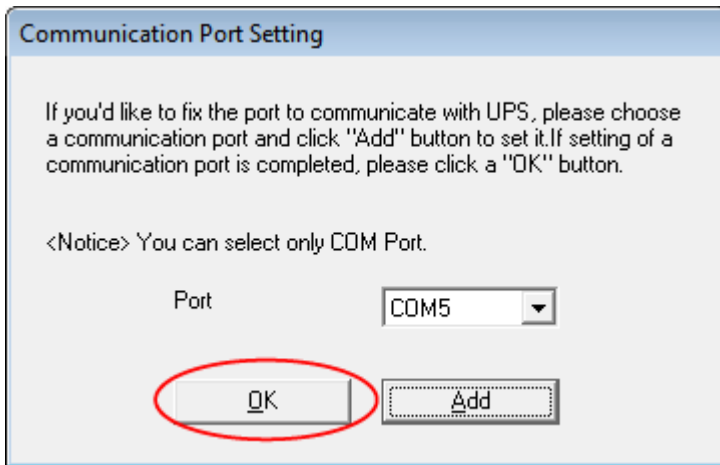 Communication Port Setting
If you'd like to fix the port to communicate with UPS, please choose
a communication port and click "Add" button to set it.If setting of a
communication port is completed, please click a "OK" button.
<Notice> You can select only COM Port.
Port COM5
OK Add